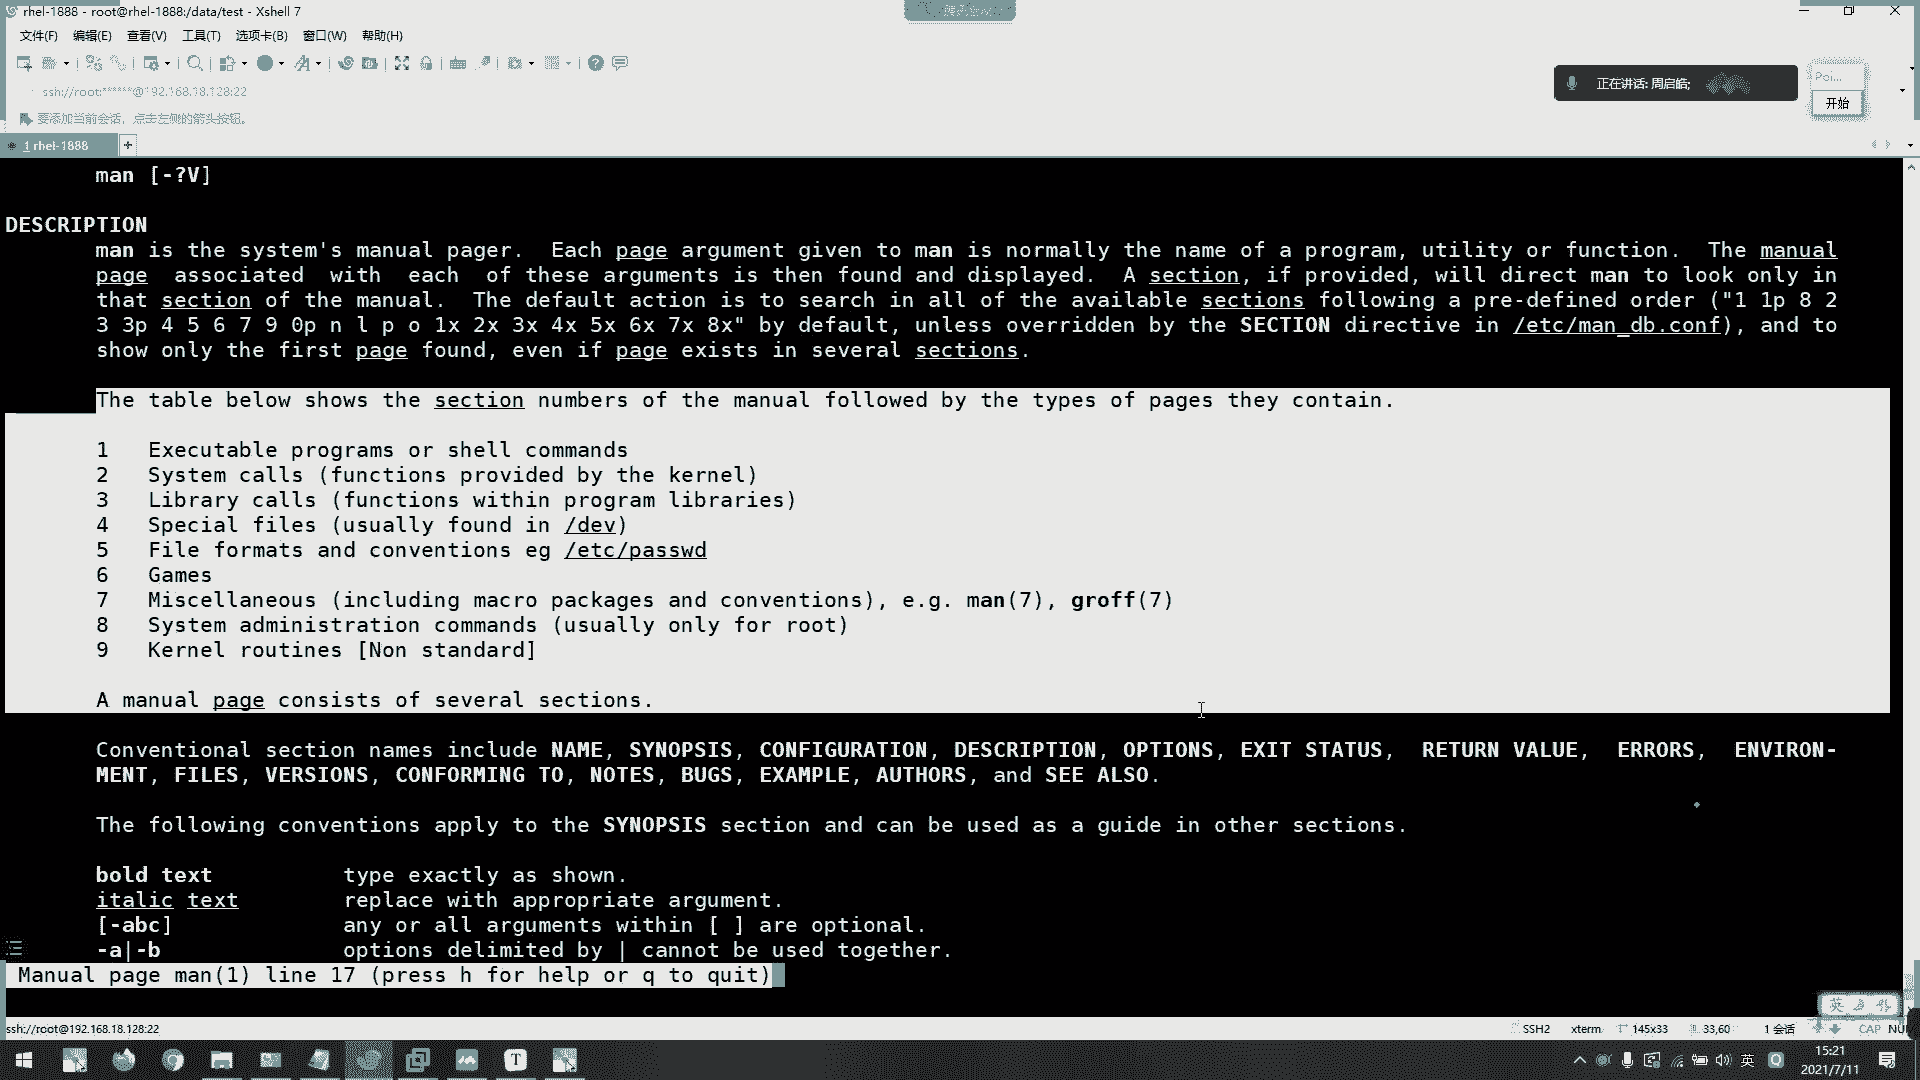 rhel-1888 - root@rhel-1888:/data/test - Xshell 7
文件(F) 编辑(E) 查看(V) 工具(T) 选项卡(B) 窗口(W) 帮助(H)
ssh://root:******@192.168.18.128:22
正在讲话: 周启皓;
Poi...
开始
要添加当前会话，点击左侧的箭头按钮。
1 rhel-1888 +
man [-?V]
DESCRIPTION
man is the system's manual pager. Each page argument given to man is normally the name of a program, utility or function. The manual
page associated with each of these arguments is then found and displayed. A section, if provided, will direct man to look only in
that section of the manual. The default action is to search in all of the available sections following a pre-defined order ("1 1p 8 2
3 3p 4 5 6 7 9 0p n l p o 1x 2x 3x 4x 5x 6x 7x 8x" by default, unless overridden by the SECTION directive in /etc/man_db.conf), and to
show only the first page found, even if page exists in several sections.
The table below shows the section numbers of the manual followed by the types of pages they contain.
1 Executable programs or shell commands
2 System calls (functions provided by the kernel)
3 Library calls (functions within program libraries)
4 Special files (usually found in /dev)
5 File formats and conventions eg /etc/passwd
6 Games
7 Miscellaneous (including macro packages and conventions), e.g. man(7), groff(7)
8 System administration commands (usually only for root)
9 Kernel routines [Non standard]
A manual page consists of several sections.
Conventional section names include NAME, SYNOPSIS, CONFIGURATION, DESCRIPTION, OPTIONS, EXIT STATUS, RETURN VALUE, ERRORS, ENVIRON-
MENT, FILES, VERSIONS, CONFORMING TO, NOTES, BUGS, EXAMPLE, AUTHORS, and SEE ALSO.
The following conventions apply to the SYNOPSIS section and can be used as a guide in other sections.
bold text type exactly as shown.
italic text replace with appropriate argument.
[-abc] any or all arguments within [ ] are optional.
-a|-b options delimited by | cannot be used together.
Manual page man(1) line 17 (press h for help or q to quit)
英
ssh://root@192.168.18.128:22 SSH2 xterm 145x33 33,60 1 会话 CAP NUM
英 15:21
2021/7/11